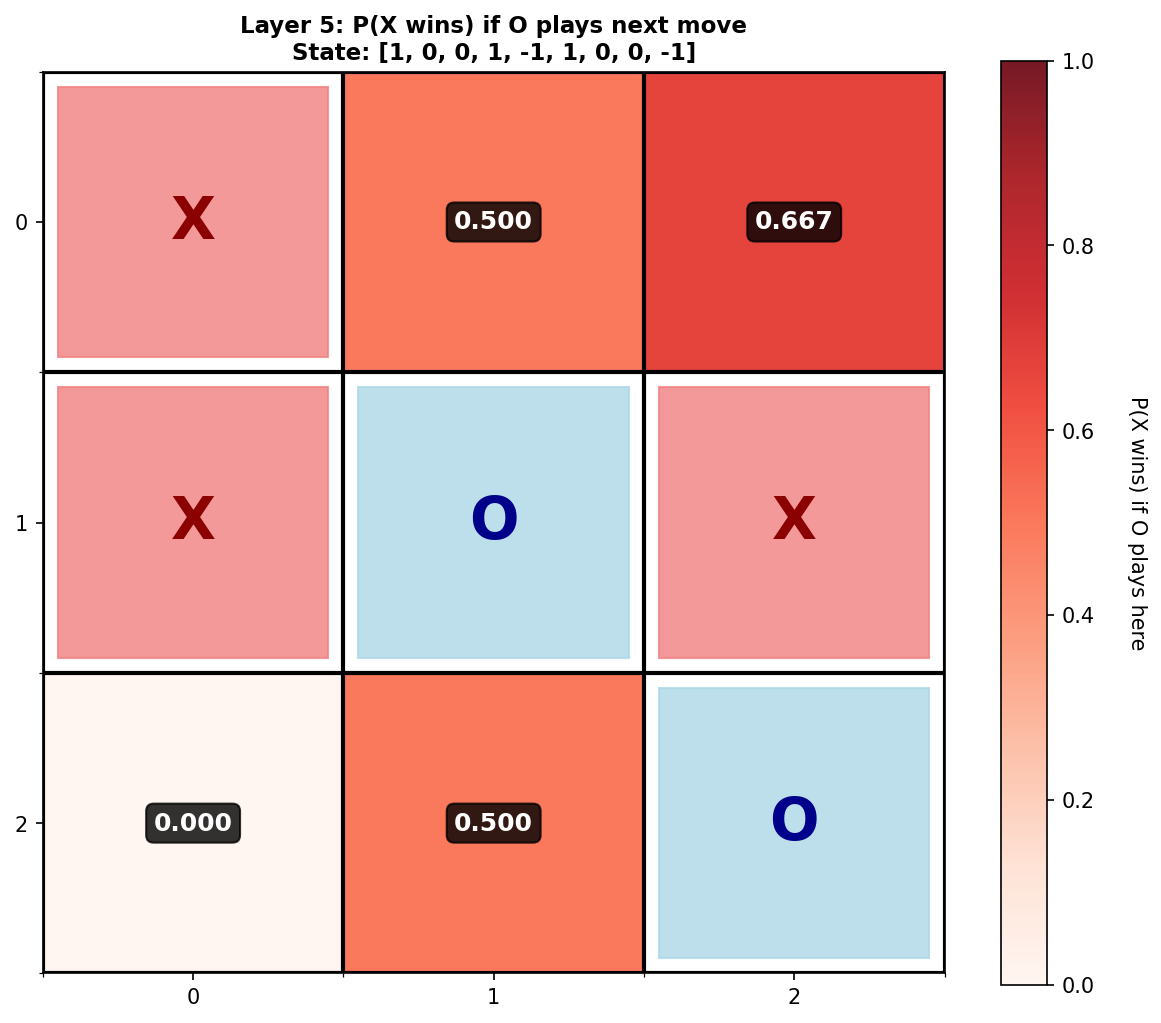 Layer 5: P(X wins) if O plays next move
State: [1, 0, 0, 1, -1, 1, 0, 0, -1]
0
X
0.500
0.667
1
X
O
X
2
0.000
0.500
O
0
1
2
1.0
0.8
0.6
0.4
0.2
0.0
P(X wins) if O plays here